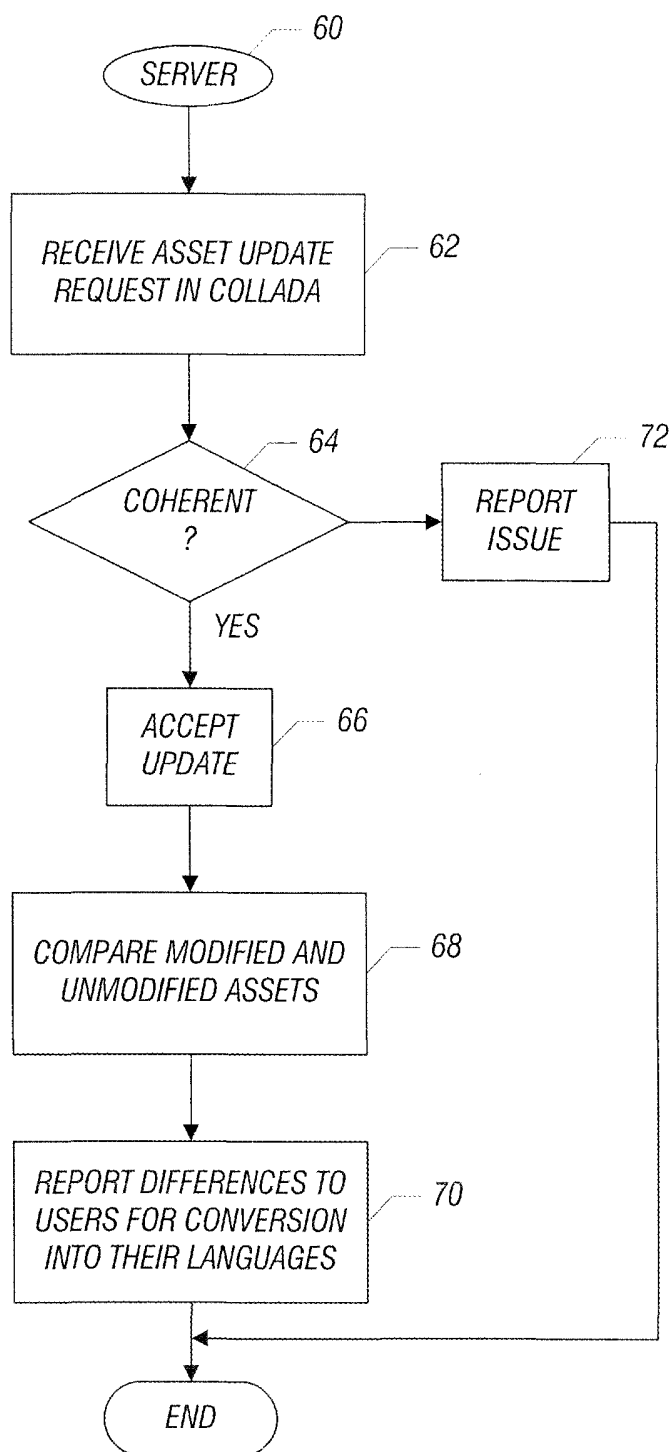 60
SERVER
RECEIVE ASSET UPDATE
REQUEST IN COLLADA
62
64
COHERENT
?
72
REPORT
ISSUE
YES
ACCEPT
UPDATE
66
COMPARE MODIFIED AND
UNMODIFIED ASSETS
68
REPORT DIFFERENCES TO
USERS FOR CONVERSION
INTO THEIR LANGUAGES
70
END